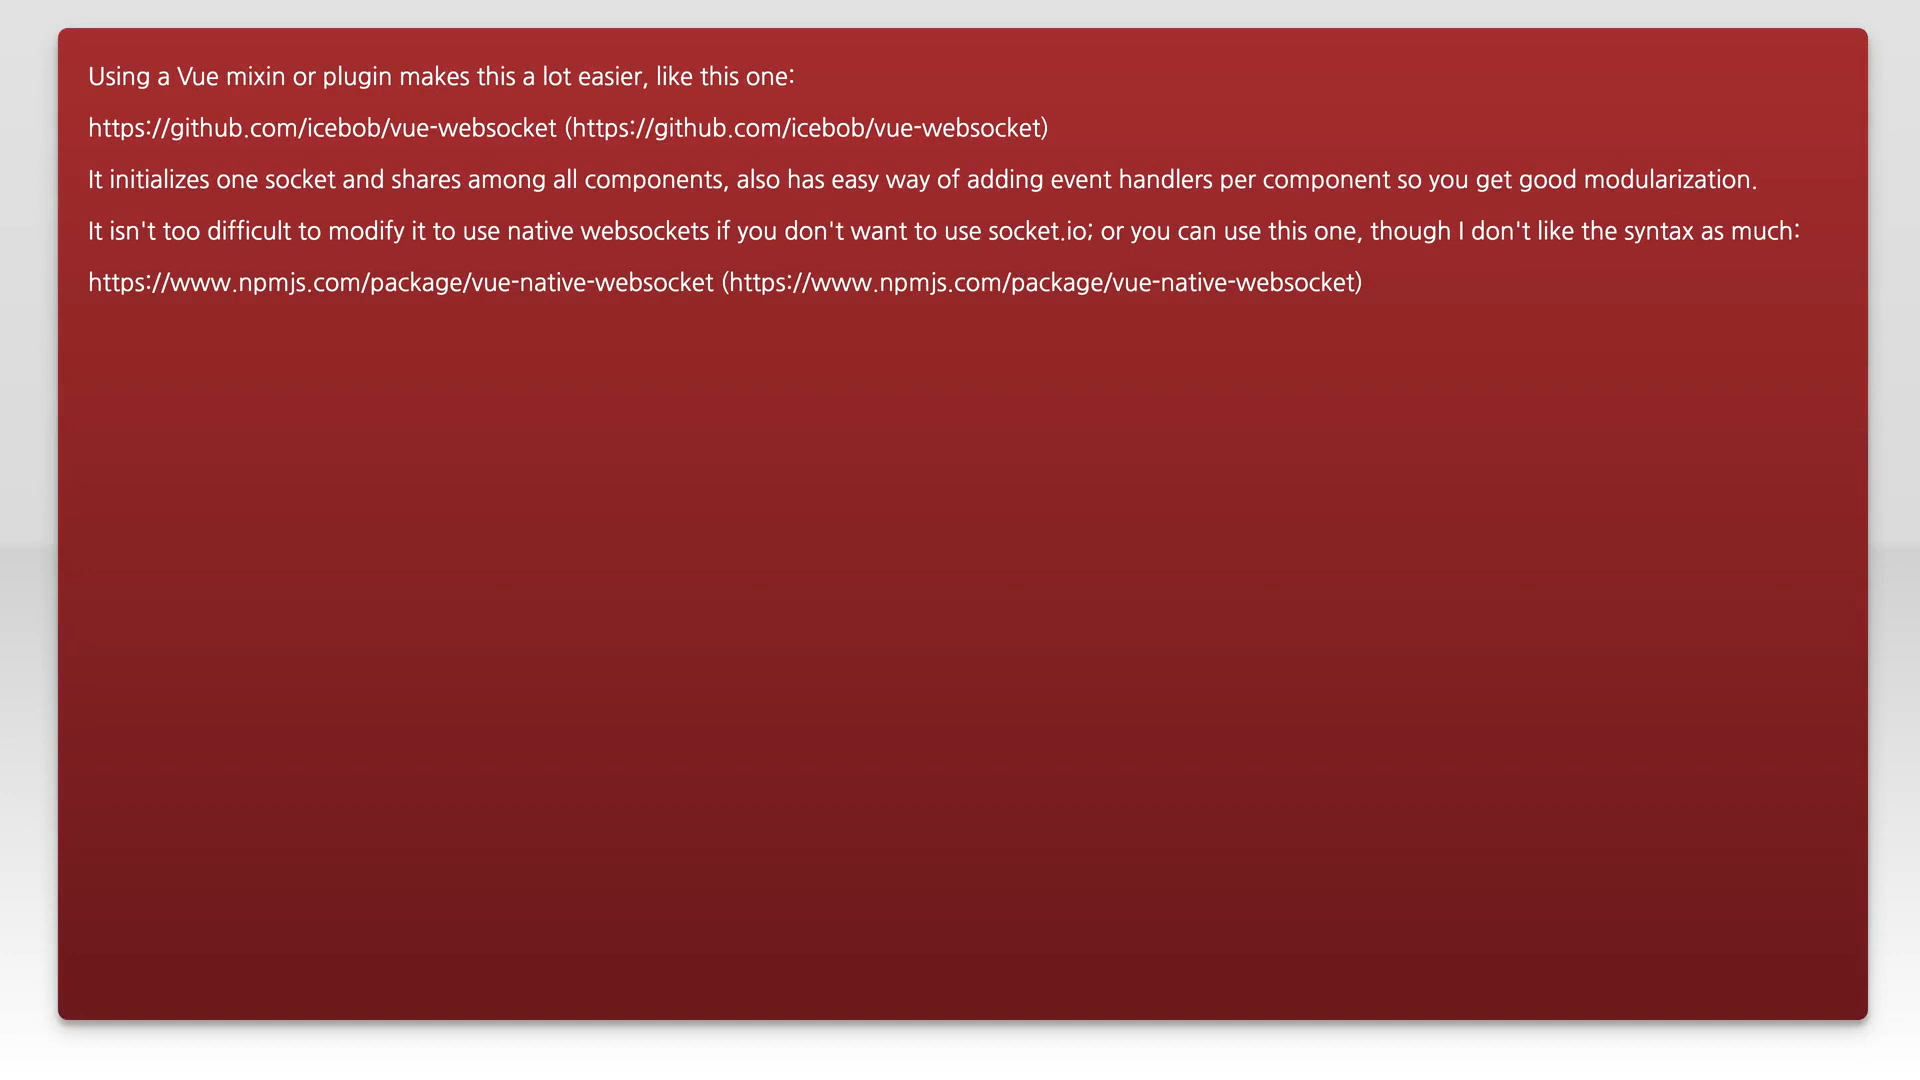 Using a Vue mixin or plugin makes this a lot easier, like this one:
https://github.com/icebob/vue-websocket (https://github.com/icebob/vue-websocket)
It initializes one socket and shares among all components, also has easy way of adding event handlers per component so you get good modularization.
It isn't too difficult to modify it to use native websockets if you don't want to use socket.io; or you can use this one, though I don't like the syntax as much:
https://www.npmjs.com/package/vue-native-websocket (https://www.npmjs.com/package/vue-native-websocket)